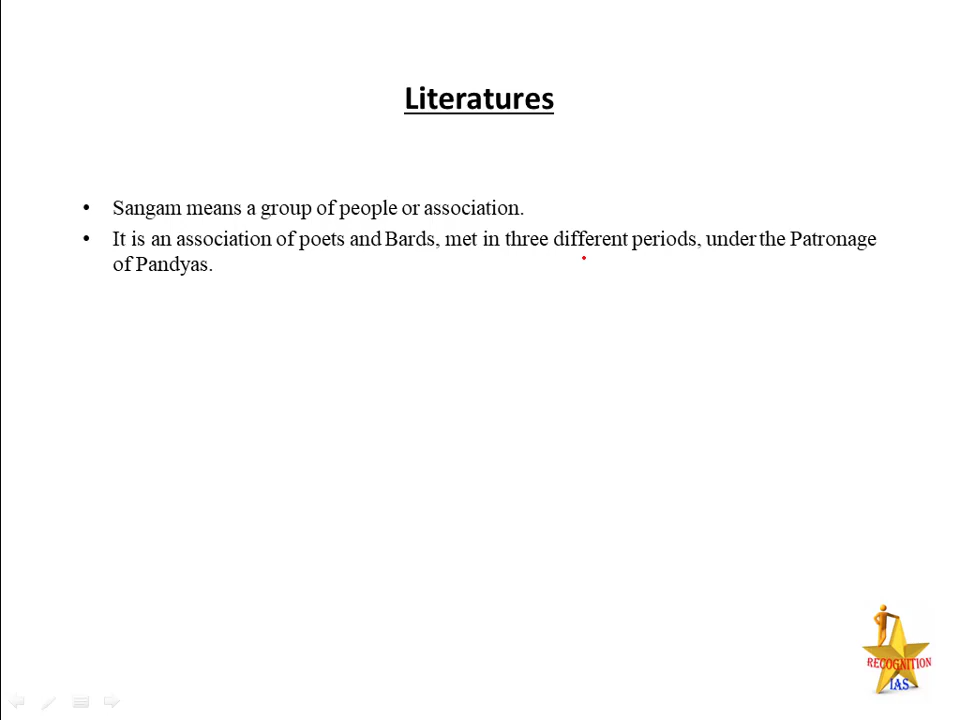 Literatures
• Sangam means a group of people or association.
• It is an association of poets and Bards, met in three different periods, under the Patronage
of Pandyas.
RECOGNITION
IAS